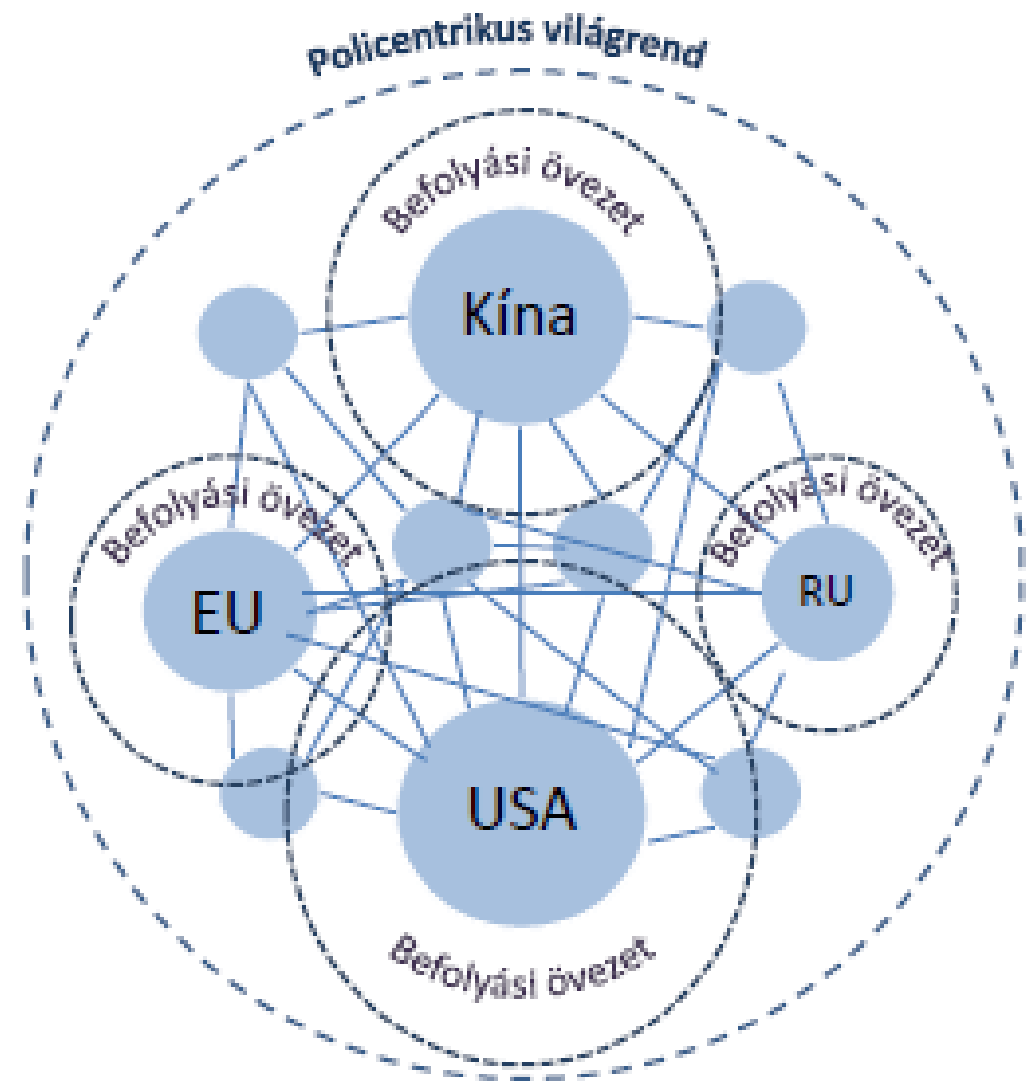 Policentrikus világrend
Befolyási övezet
Kína
Befolyási övezet
EU
Befolyási övezet
RU
USA
Befolyási övezet